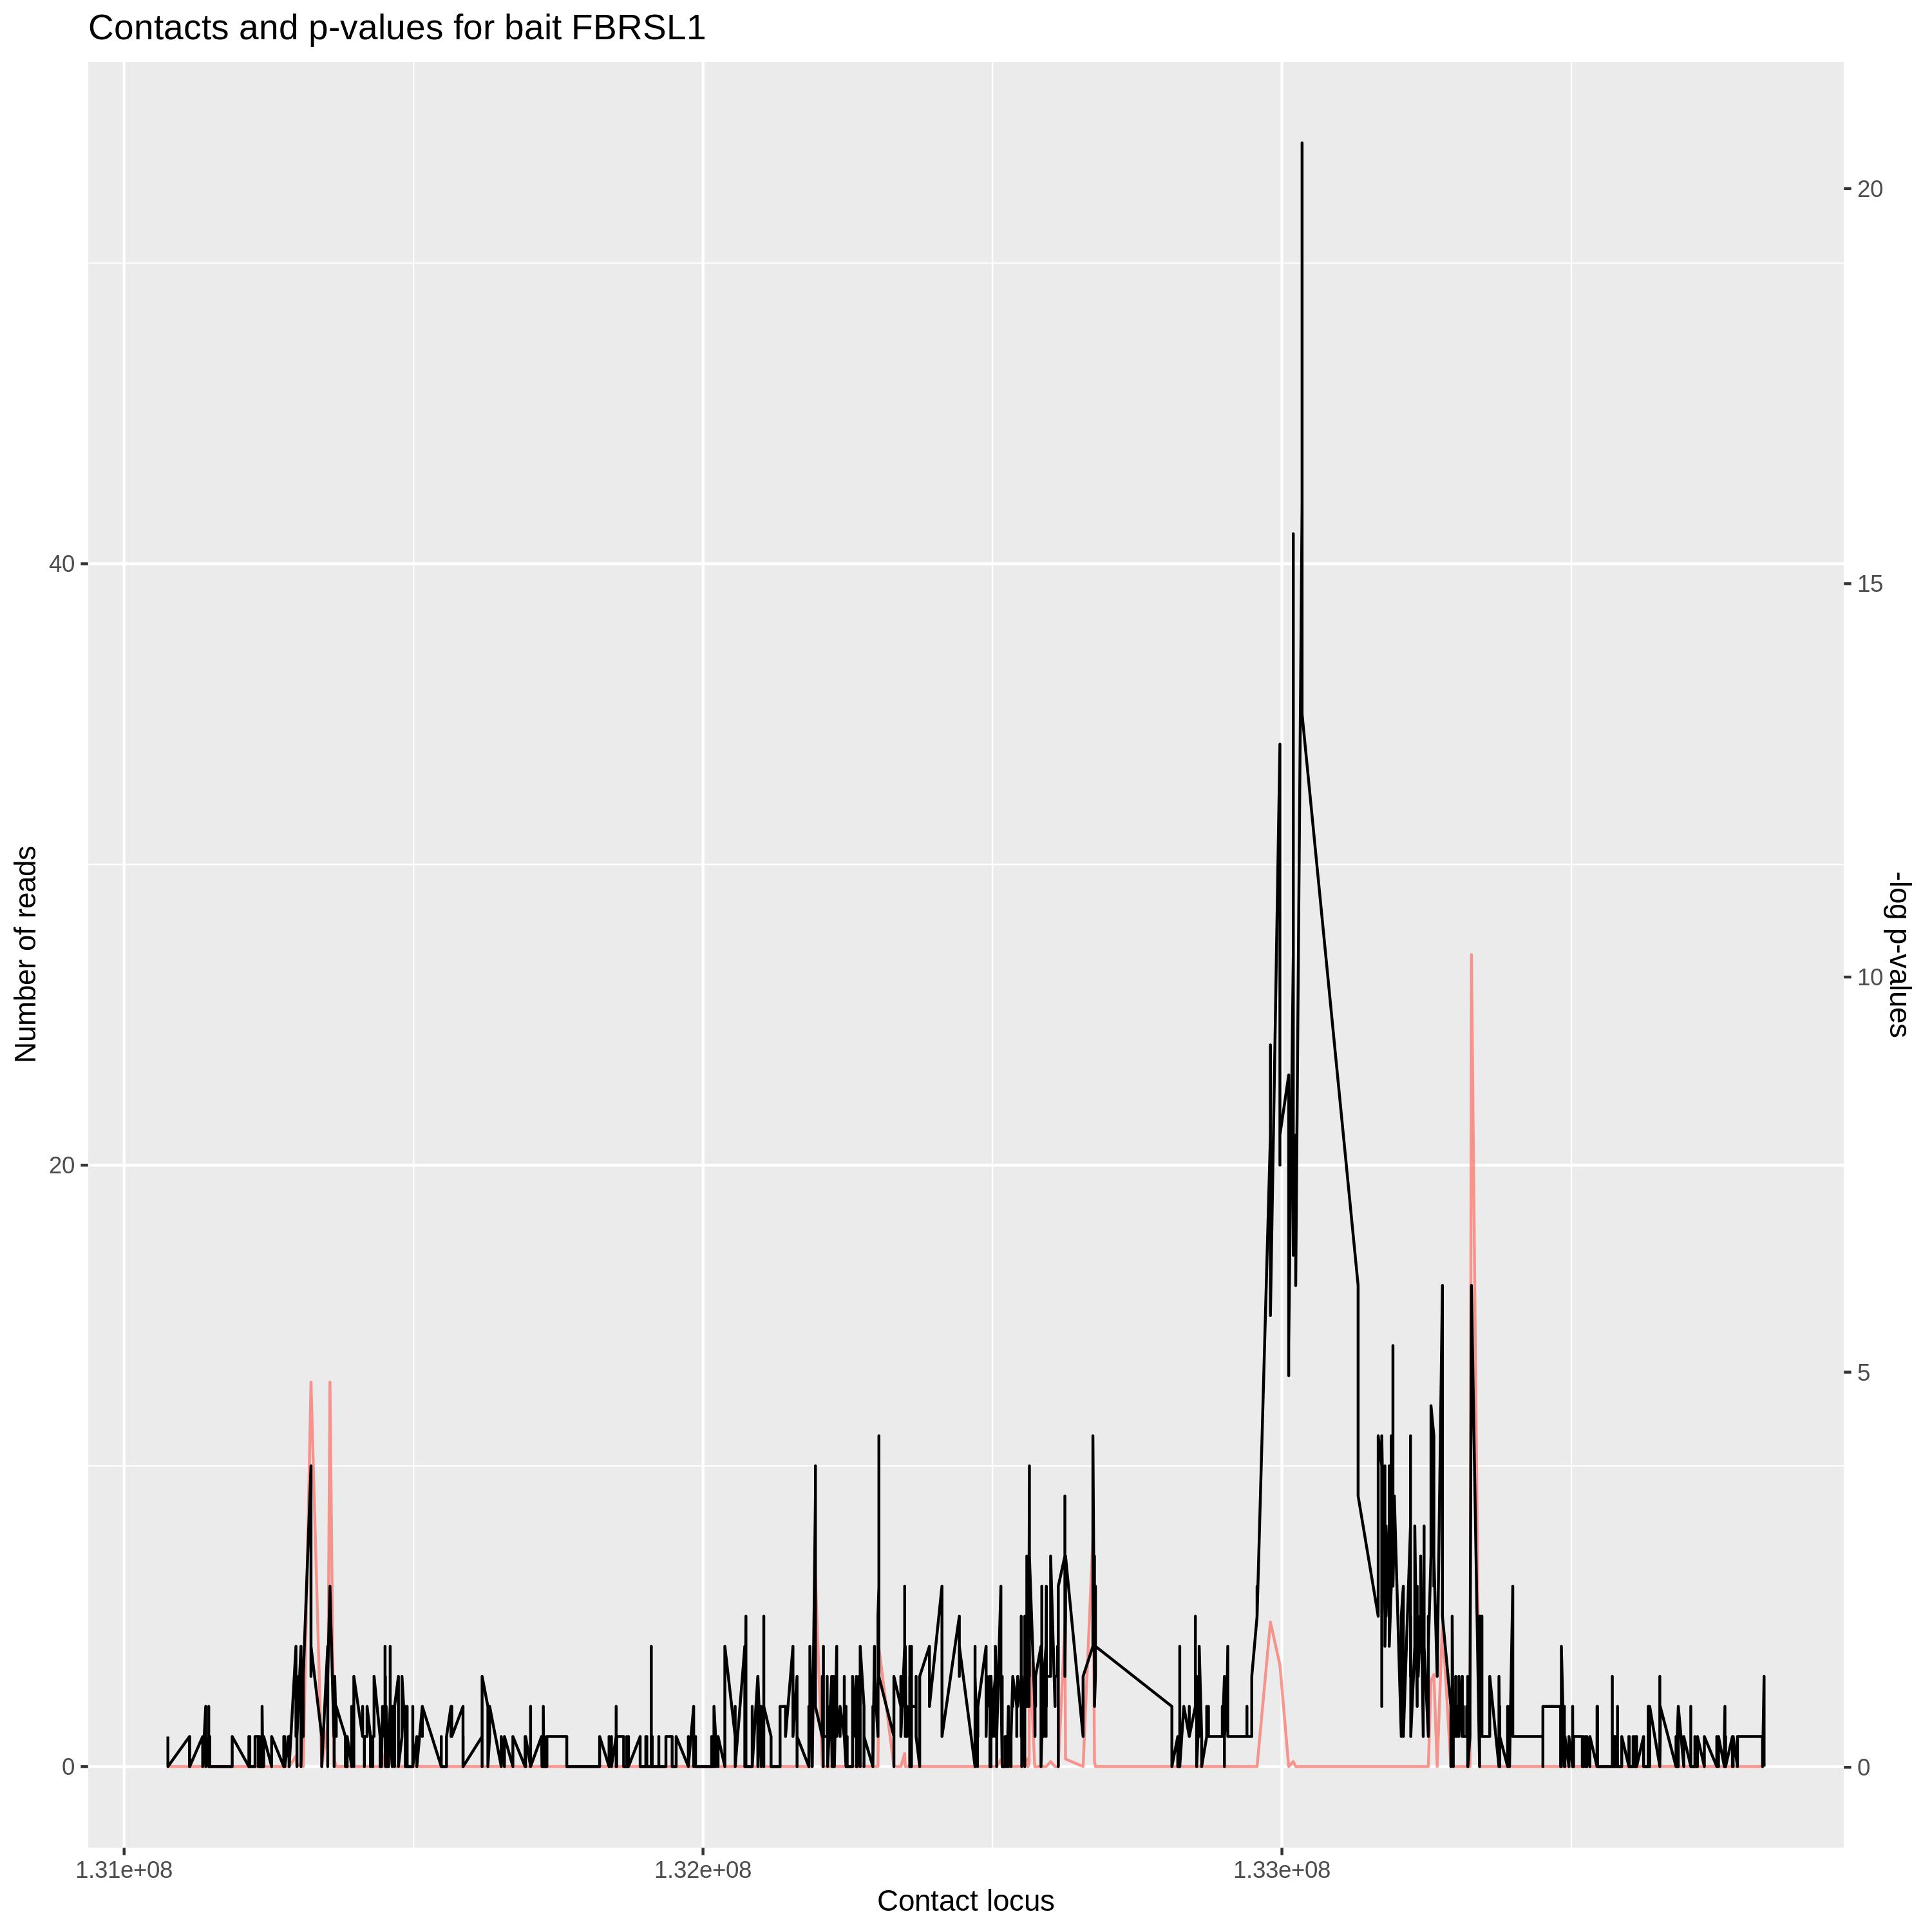 Contacts and p-values for bait FBRSL1
Number of reads
40
20
0
20
15
10
5
0
-log p-values
1.31e+08
1.32e+08
1.33e+08
Contact locus